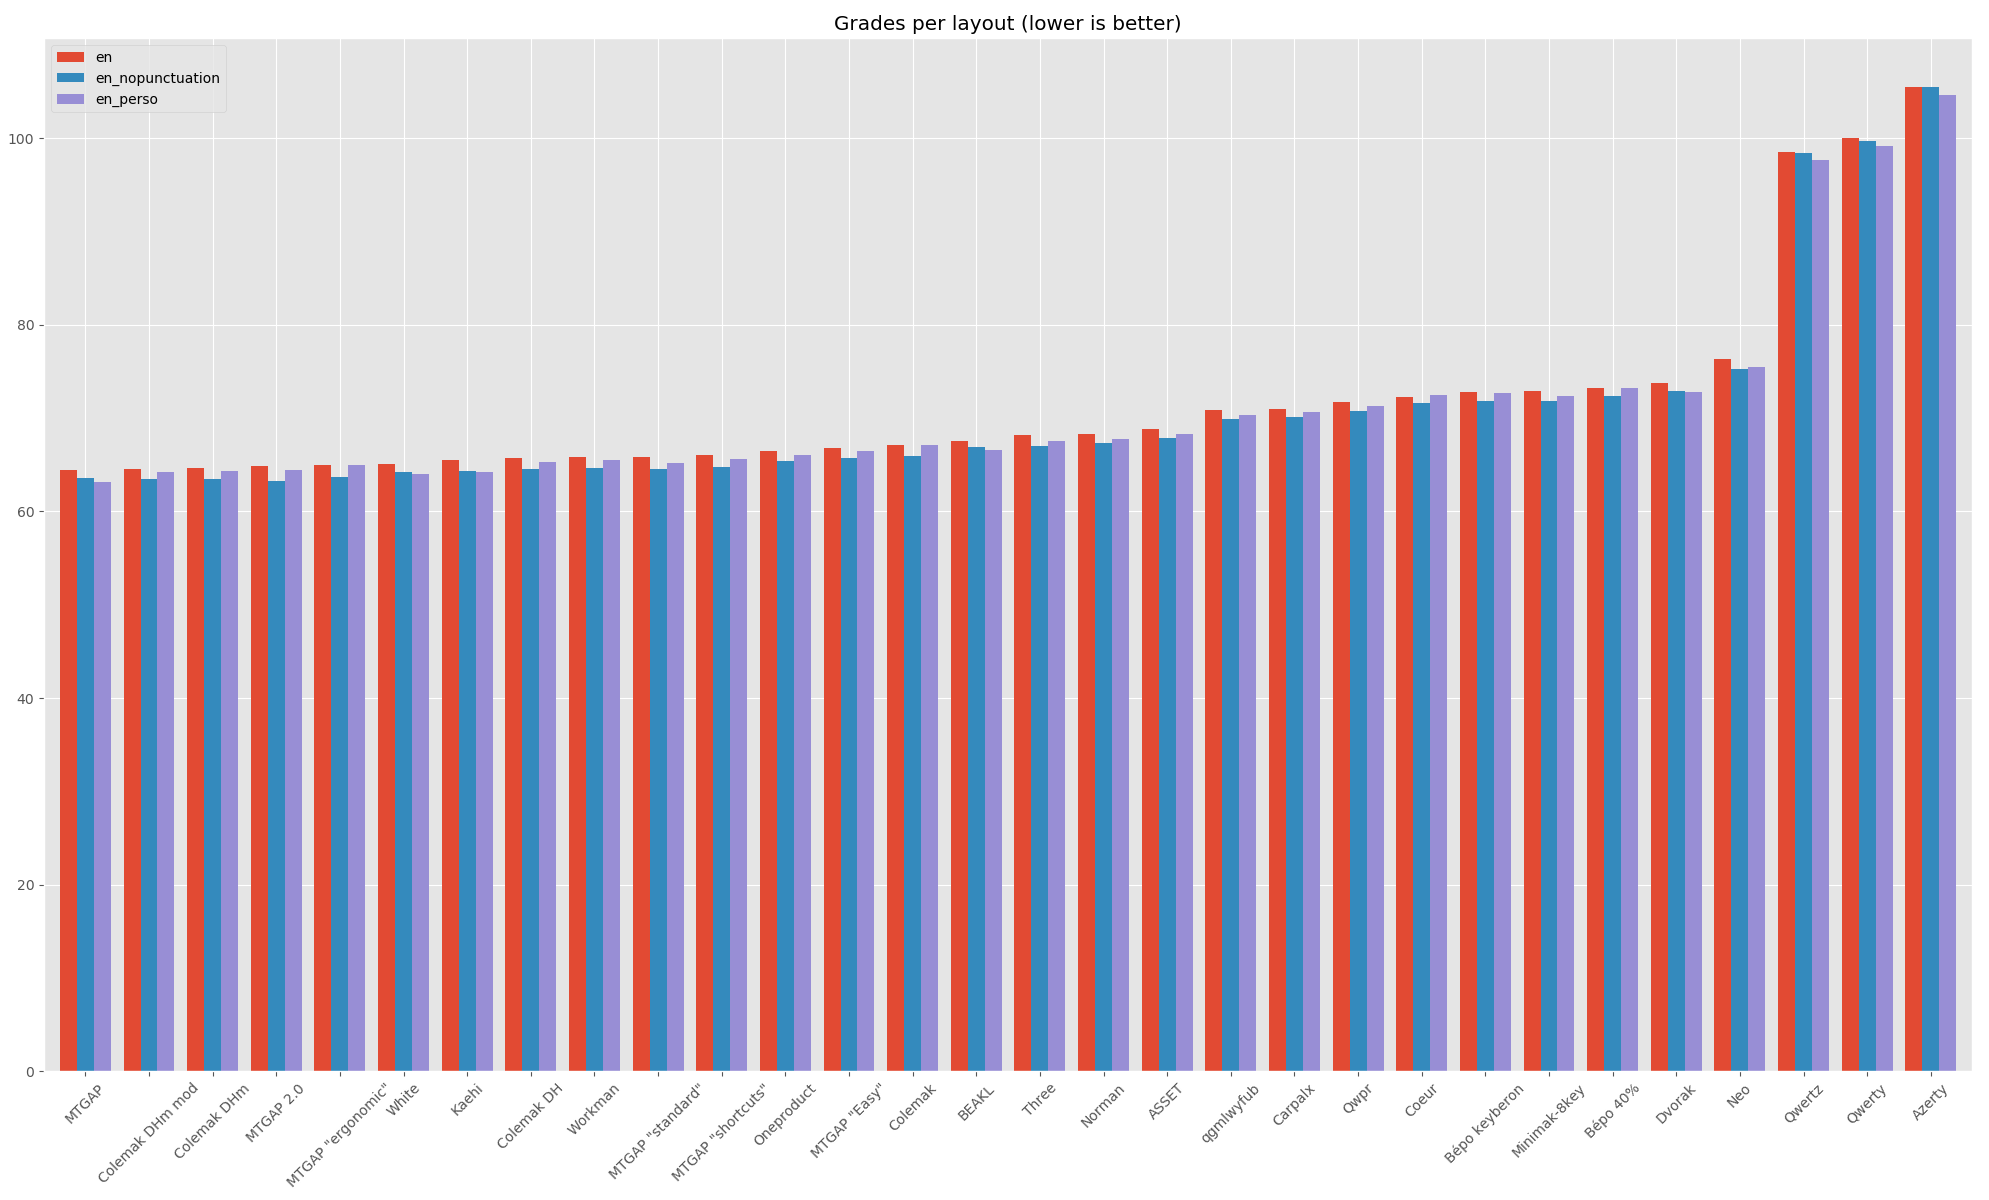 Grades per layout (lower is better)
en
en_nopunctuation
en_perso
100
80
60
40
20
0
MTGAP
Colemak DHm mod
Colemak DHm
MTGAP 2.0
MTGAP "ergonomic"
White
Kaehi
Colemak DH
Workman
MTGAP "standard"
MTGAP "shortcuts"
Oneproduct
MTGAP "Easy"
Colemak
BEAKL
Three
Norman
ASSET
qgmlwyfub
Carpalx
Qwpr
Coeur
Bépo keyberon
Minimak-8key
Bépo 40%
Dvorak
Neo
Qwertz
Qwerty
Azerty